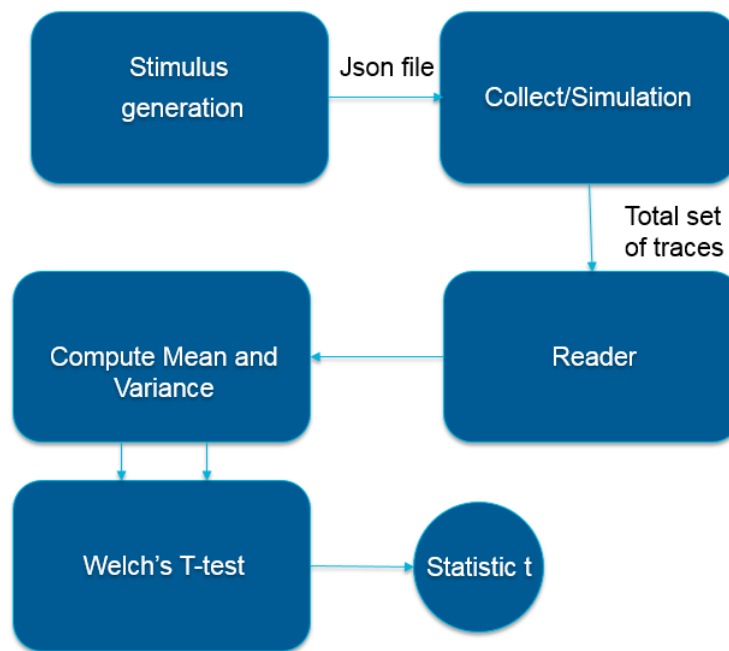 Stimulus
generation
Json file
Collect/Simulation
Total set
of traces
Reader
Compute Mean and
Variance
Welch’s T-test
Statistic t